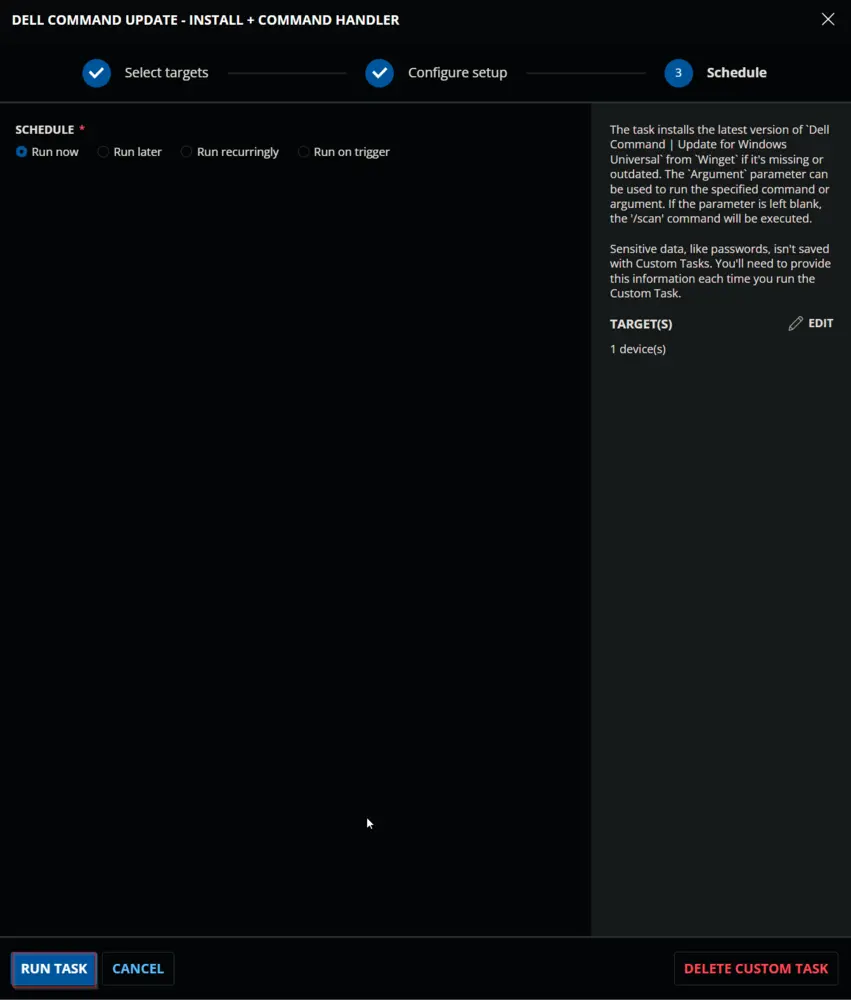 DELL COMMAND UPDATE - INSTALL + COMMAND HANDLER
Select targets
Configure setup
3 Schedule
SCHEDULE *
Run now Run later Run recurringly Run on trigger
The task installs the latest version of `Dell
Command | Update for Windows
Universal` from `Winget` if it's missing or
outdated. The `Argument` parameter can
be used to run the specified command or
argument. If the parameter is left blank,
the '/scan' command will be executed.
Sensitive data, like passwords, isn't saved
with Custom Tasks. You'll need to provide
this information each time you run the
Custom Task.
TARGET(S) EDIT
1 device(s)
RUN TASK CANCEL DELETE CUSTOM TASK